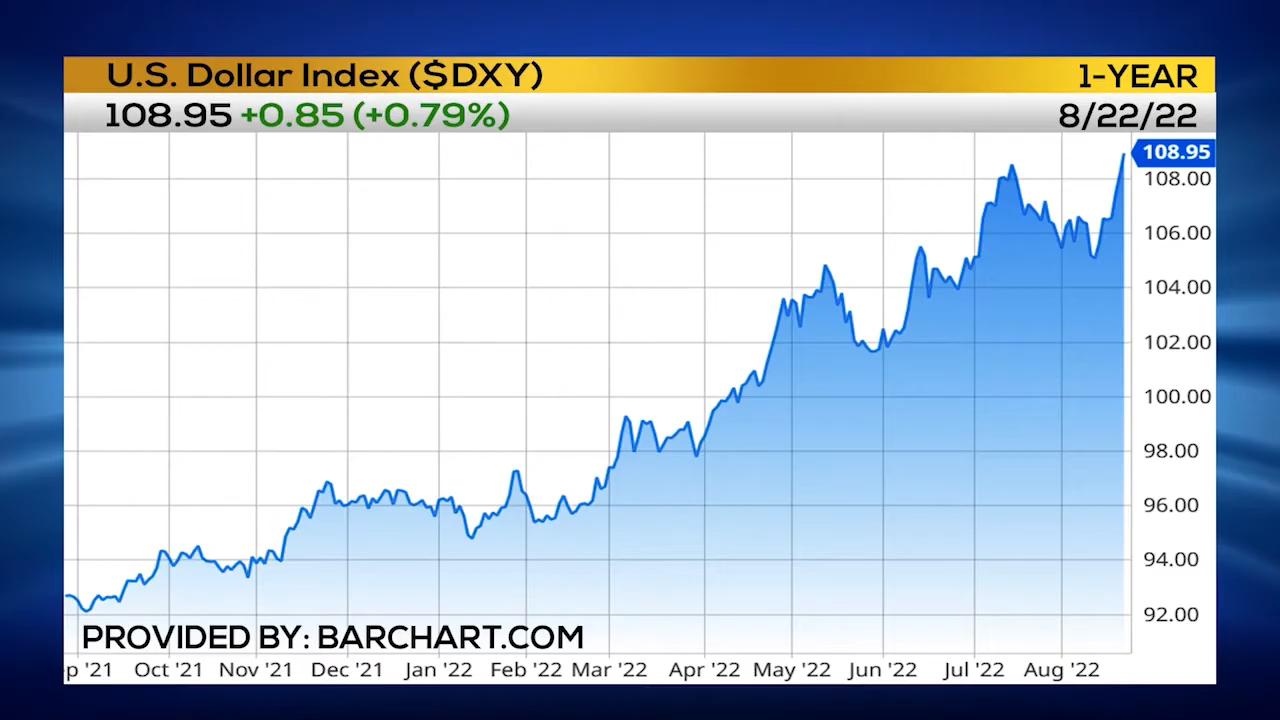 U.S. Dollar Index ($DXY) 1-YEAR
108.95 +0.85 (+0.79%) 8/22/22
108.95
108.00
106.00
104.00
102.00
100.00
98.00
96.00
94.00
92.00
PROVIDED BY: BARCHART.COM
p '21 Oct '21 Nov '21 Dec '21 Jan '22 Feb '22 Mar '22 Apr '22 May '22 Jun '22 Jul '22 Aug '22